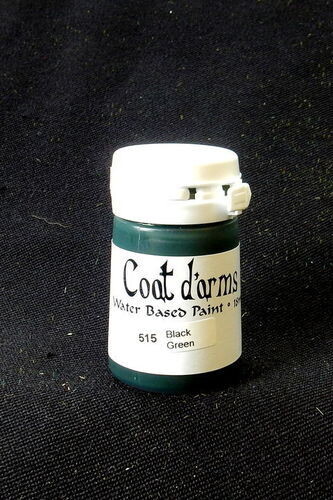 Coat d'arms
Water Based Paint •
515 Black
Green